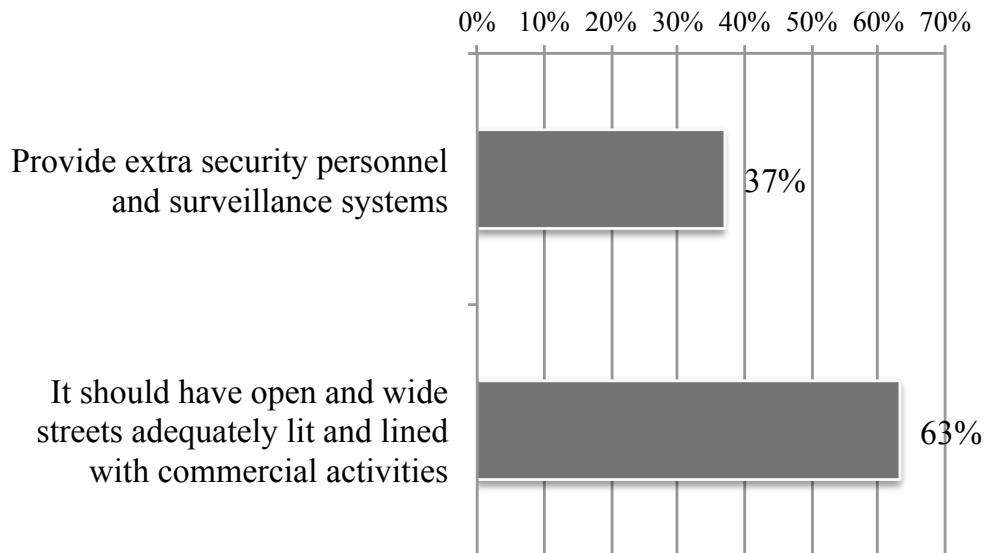 0% 10% 20% 30% 40% 50% 60% 70%
Provide extra security personnel
and surveillance systems
37%
It should have open and wide
streets adequately lit and lined
with commercial activities
63%